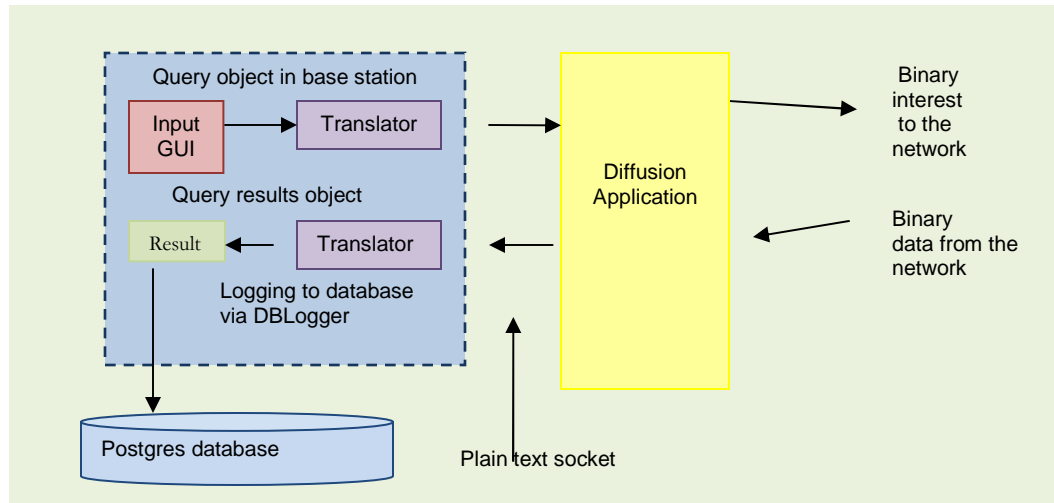 Query object in base station
Input
GUI
Translator
Query results object
Result
Translator
Logging to database
via DBLogger
Postgres database
Plain text socket
Diffusion
Application
Binary
interest
to the
network
Binary
data from the
network